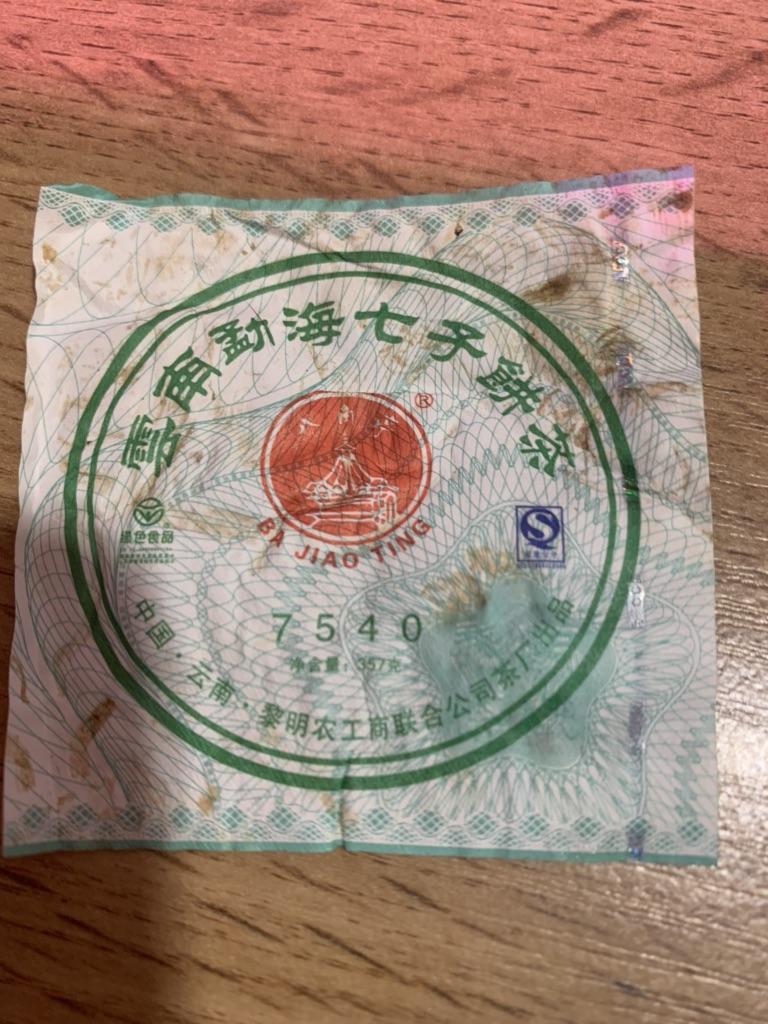 雲南勐海七子餅茶
®
BA JIAO TING
绿色食品
7540
净含量：357克
中国·云南·黎明农工商联合公司茶厂出品